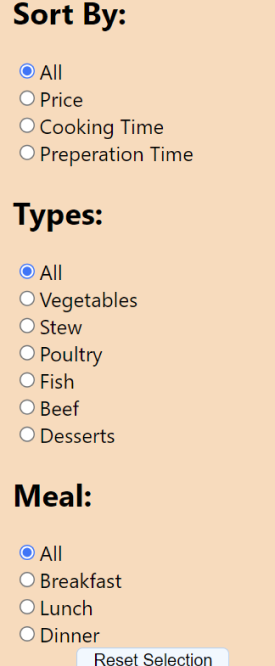 Sort By:
All
Price
Cooking Time
Preperation Time
Types:
All
Vegetables
Stew
Poultry
Fish
Beef
Desserts
Meal:
All
Breakfast
Lunch
Dinner
Reset Selection